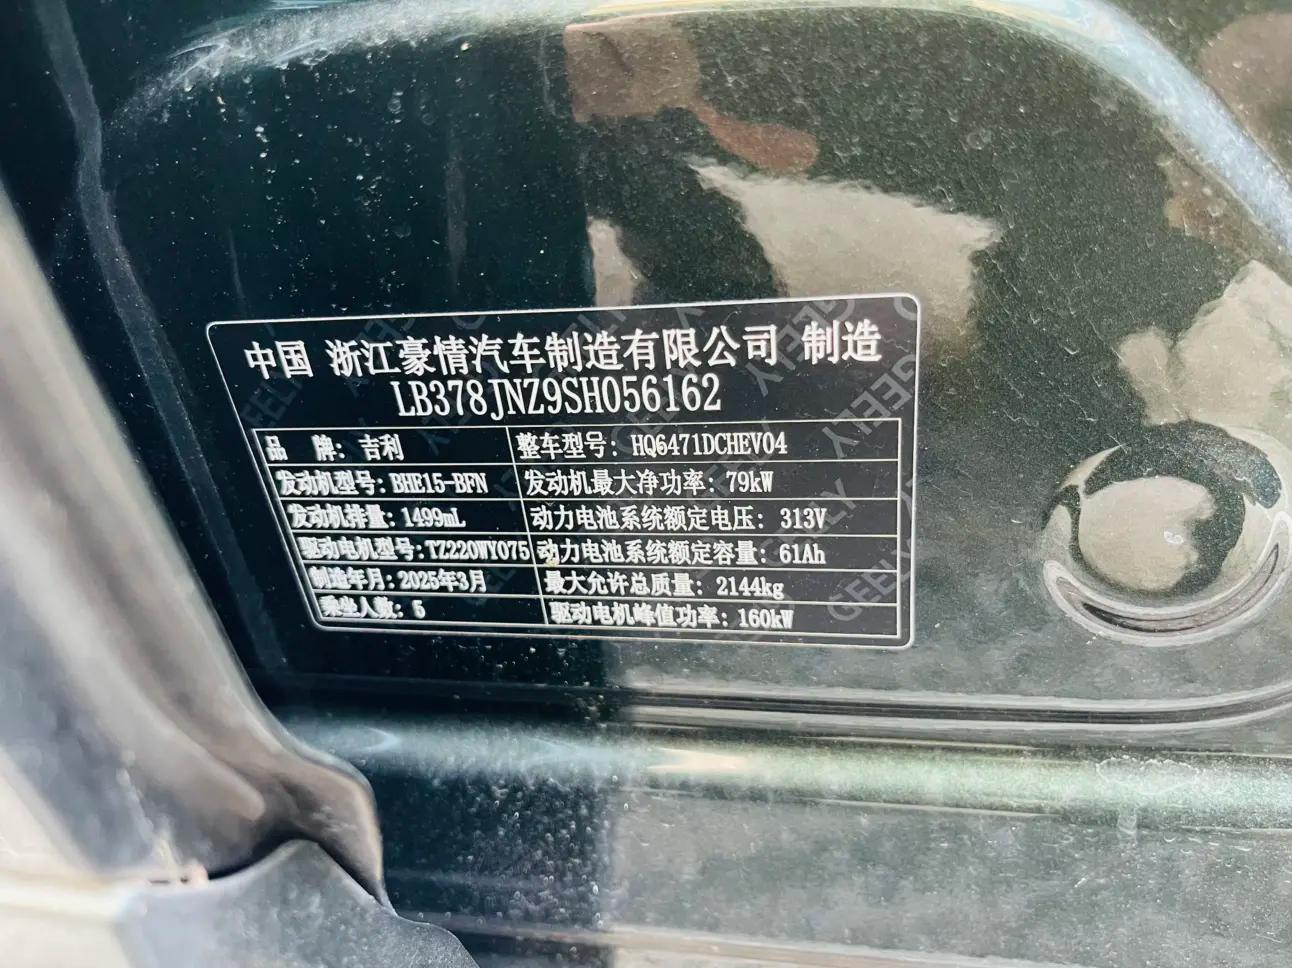 中国 浙江豪情汽车制造有限公司 制造
LB378JNZ9SH056162
品 牌: 吉利 整车型号: HQ6471DCHEV04
发动机型号: BHE15-BFN 发动机最大净功率: 79kW
发动机排量: 1499mL 动力电池系统额定电压: 313V
驱动电机型号: TZ220WY075 动力电池系统额定容量: 61Ah
制造年月: 2025年3月 最大允许总质量: 2144kg
乘坐人数: 5 驱动电机峰值功率: 160kW
GEELY